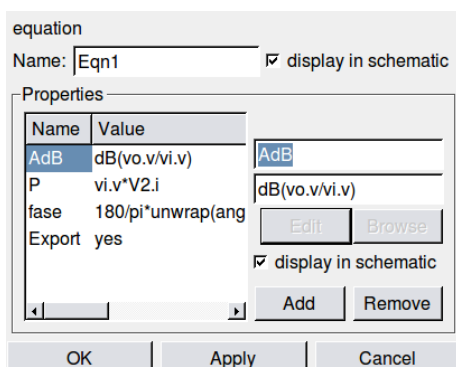 equation
Name: Eqn1 display in schematic
Properties
Name Value
AdB dB(vo.v/vi.v) AdB
P vi.v*V2.i dB(vo.v/vi.v)
fase 180/pi*unwrap(ang Edit Browse
Export yes
display in schematic
Add Remove
OK Apply Cancel